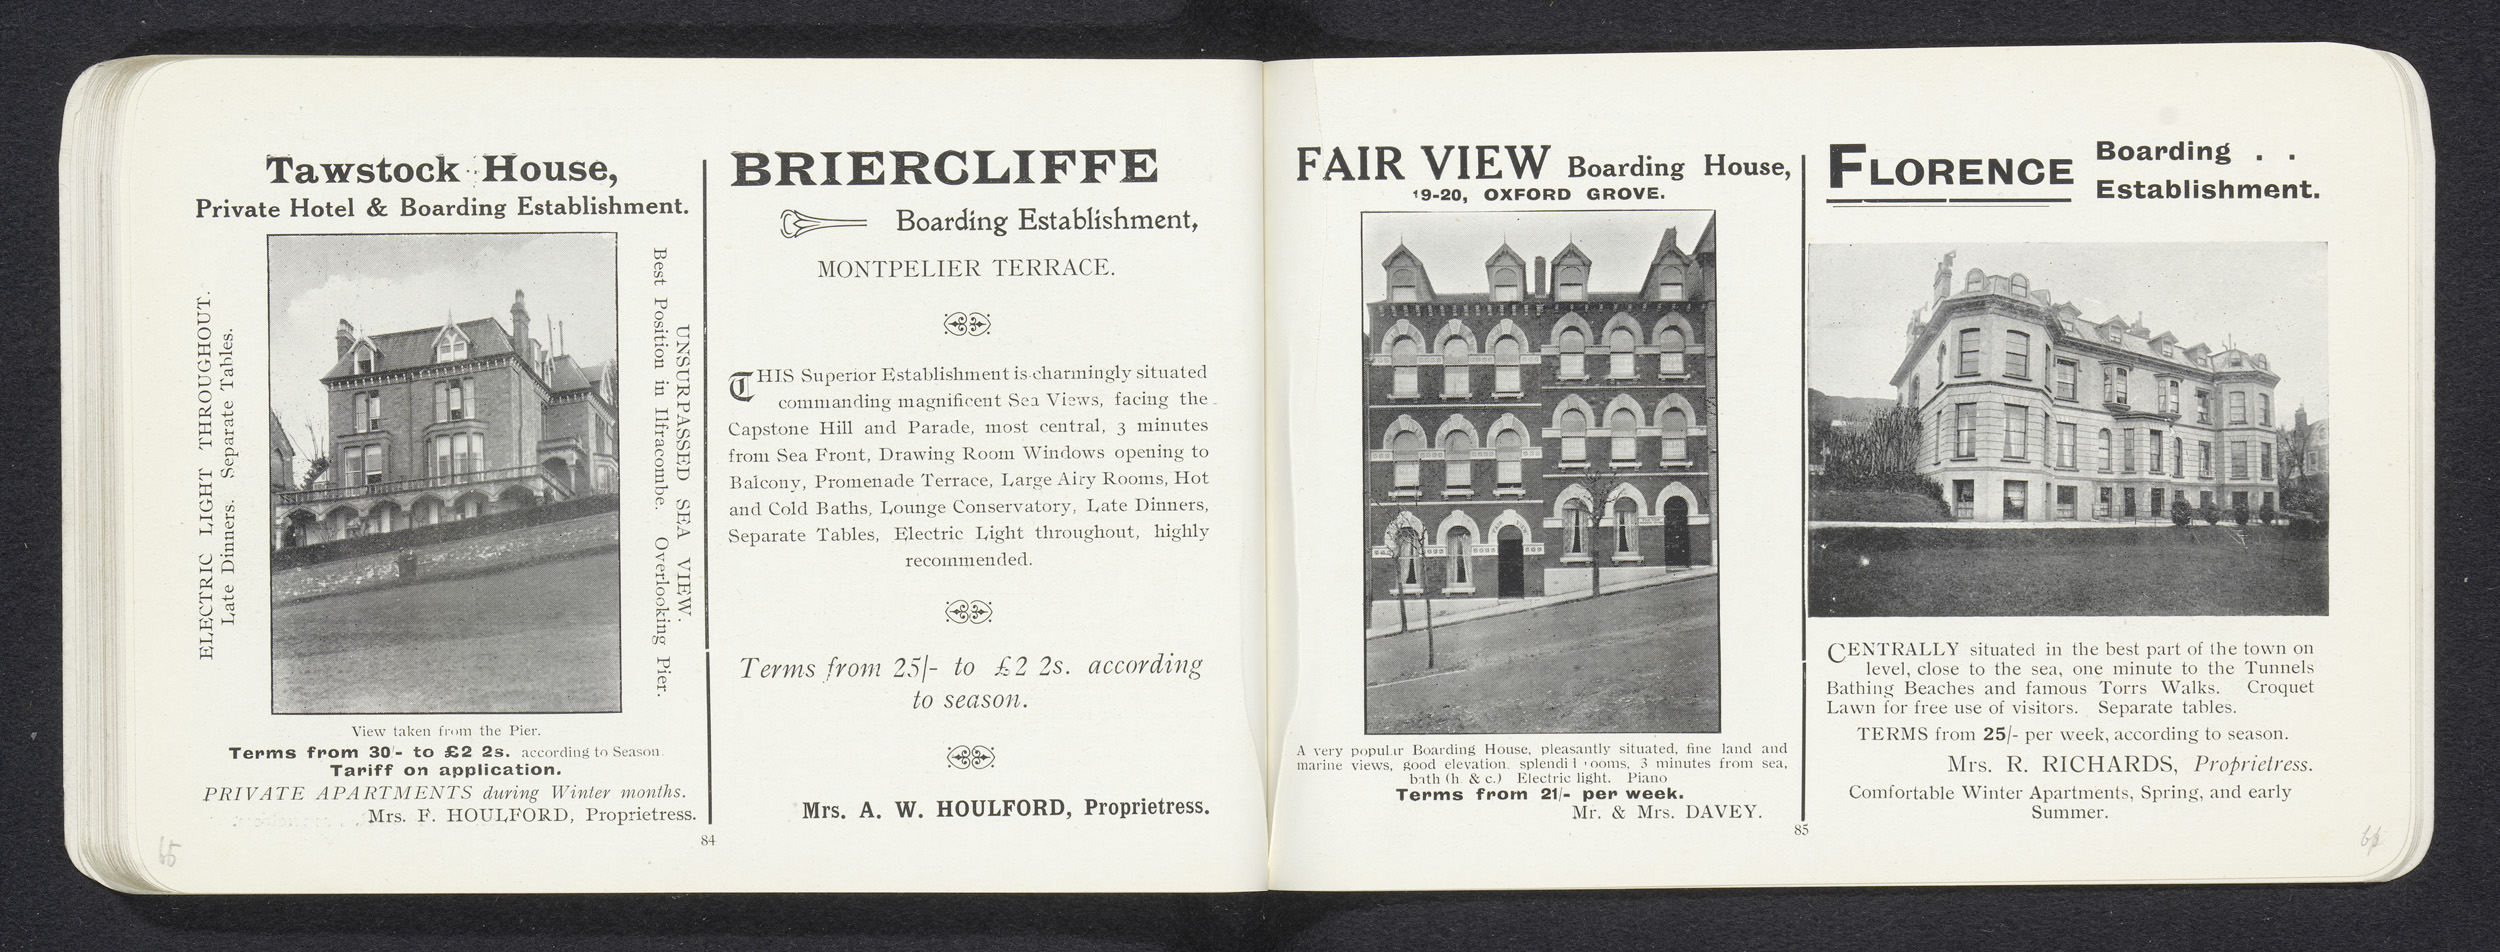 Tawstock House,
Private Hotel & Boarding Establishment.
ELECTRIC LIGHT THROUGHOUT.
Late Dinners. Separate Tables.
UNSURPASSED SEA VIEW.
Best Position in Ilfracombe. Overlooking Pier.
View taken from the Pier.
Terms from 30/- to £2 2s. according to Season.
Tariff on application.
PRIVATE APARTMENTS during Winter months.
Mrs. F. HOULFORD, Proprietress.
BRIERCLIFFE
Boarding Establishment,
MONTPELIER TERRACE.
THIS Superior Establishment is charmingly situated
commanding magnificent Sea Views, facing the
Capstone Hill and Parade, most central, 3 minutes
from Sea Front, Drawing Room Windows opening to
Balcony, Promenade Terrace, Large Airy Rooms, Hot
and Cold Baths, Lounge Conservatory, Late Dinners,
Separate Tables, Electric Light throughout, highly
recommended.
Terms from 25/- to £2 2s. according
to season.
Mrs. A. W. HOULFORD, Proprietress.
84
65
FAIR VIEW Boarding House,
19-20, OXFORD GROVE.
A very popular Boarding House, pleasantly situated, fine land and
marine views, good elevation, splendid rooms, 3 minutes from sea,
bath (h. & c.) Electric light. Piano
Terms from 21/- per week.
Mr. & Mrs. DAVEY.
85
FLORENCE Boarding . .
Establishment.
CENTRALLY situated in the best part of the town on
level, close to the sea, one minute to the Tunnels
Bathing Beaches and famous Torrs Walks. Croquet
Lawn for free use of visitors. Separate tables.
TERMS from 25/- per week, according to season.
Mrs. R. RICHARDS, Proprietress.
Comfortable Winter Apartments, Spring, and early
Summer.